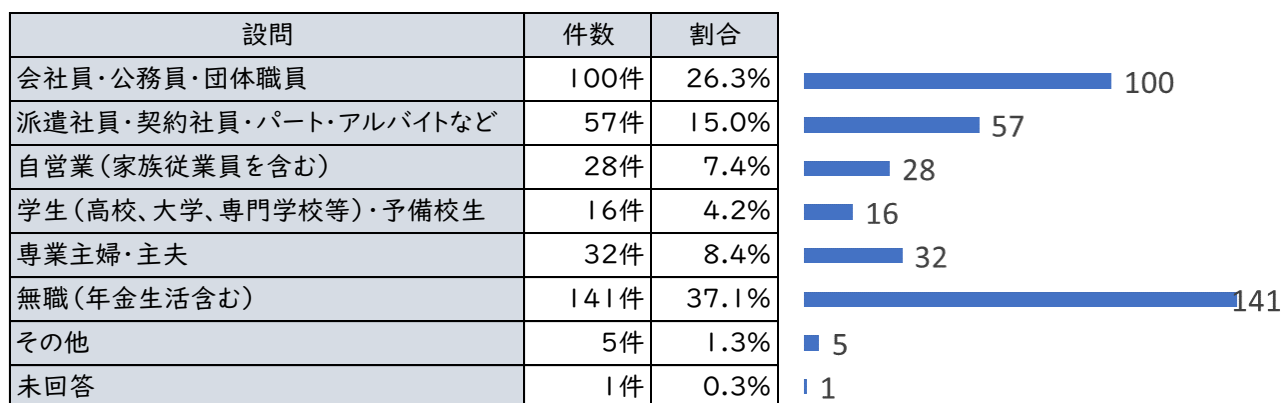 設問 件数 割合
会社員・公務員・団体職員 100件 26.3% 100
派遣社員・契約社員・パート・アルバイトなど 57件 15.0% 57
自営業(家族従業員を含む) 28件 7.4% 28
学生(高校、大学、専門学校等)・予備校生 16件 4.2% 16
専業主婦・主夫 32件 8.4% 32
無職(年金生活含む) 141件 37.1% 141
その他 5件 1.3% 5
未回答 1件 0.3% 1